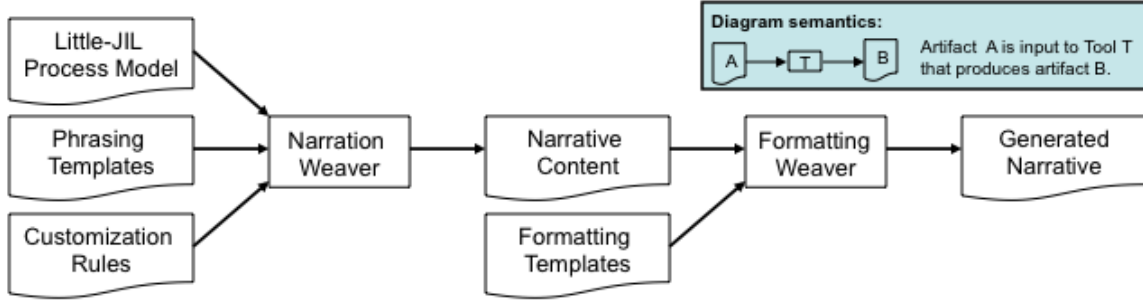 Diagram semantics:
A
T
B
Artifact A is input to Tool T
that produces artifact B.
Little-JIL
Process Model
Phrasing
Templates
Customization
Rules
Narration
Weaver
Narrative
Content
Formatting
Templates
Formatting
Weaver
Generated
Narrative